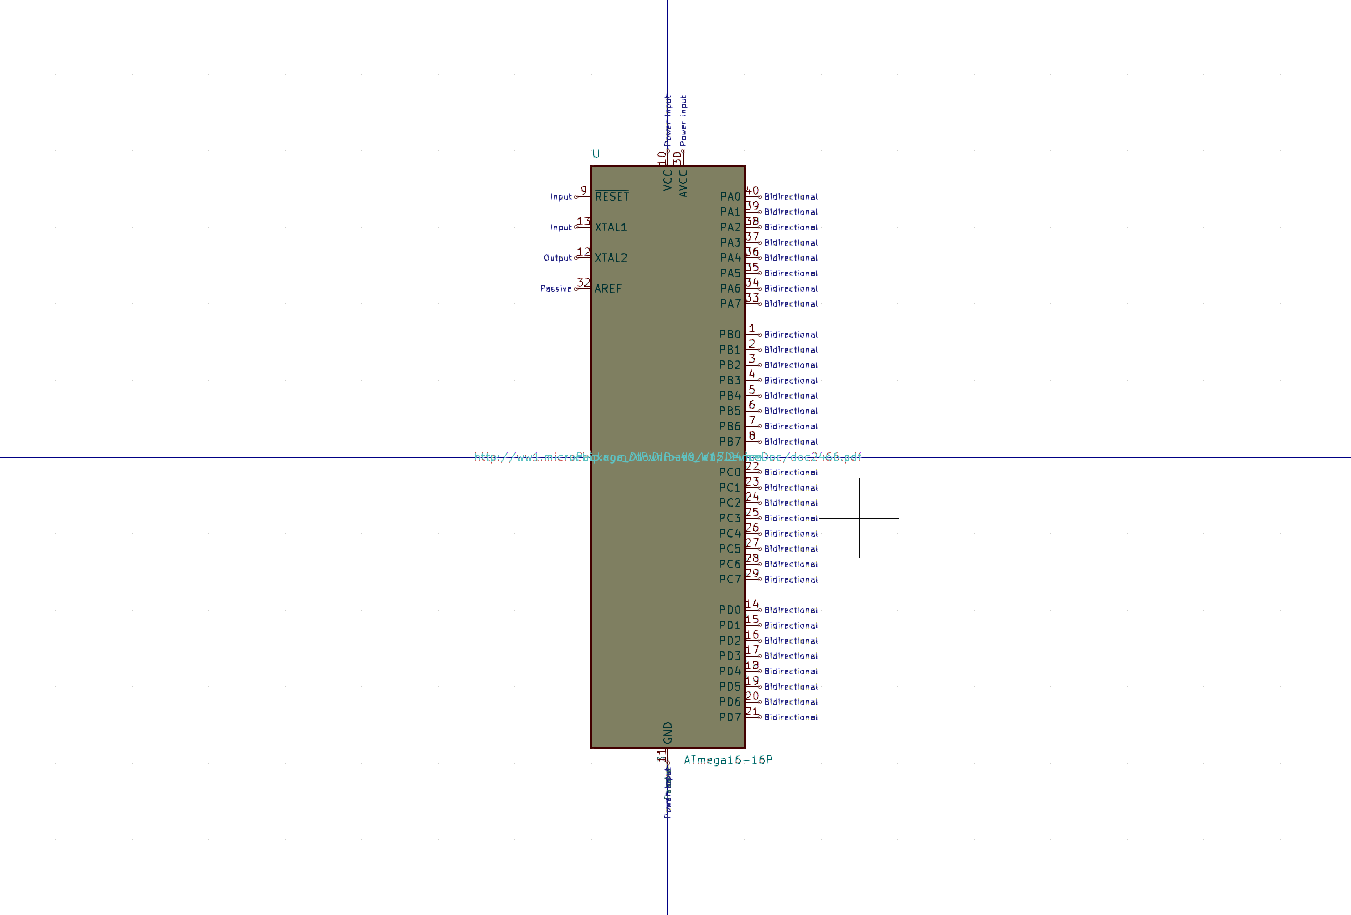 Power input
Power input
U
10
30
VCC
AVCC
Input 9 RESET
Input 13 XTAL1
Output 12 XTAL2
Passive 32 AREF
PA0 40 Bidirectional
PA1 39 Bidirectional
PA2 38 Bidirectional
PA3 37 Bidirectional
PA4 36 Bidirectional
PA5 35 Bidirectional
PA6 34 Bidirectional
PA7 33 Bidirectional
PB0 1 Bidirectional
PB1 2 Bidirectional
PB2 3 Bidirectional
PB3 4 Bidirectional
PB4 5 Bidirectional
PB5 6 Bidirectional
PB6 7 Bidirectional
PB7 8 Bidirectional
PC0 22 Bidirectional
PC1 23 Bidirectional
PC2 24 Bidirectional
PC3 25 Bidirectional
PC4 26 Bidirectional
PC5 27 Bidirectional
PC6 28 Bidirectional
PC7 29 Bidirectional
PD0 14 Bidirectional
PD1 15 Bidirectional
PD2 16 Bidirectional
PD3 17 Bidirectional
PD4 18 Bidirectional
PD5 19 Bidirectional
PD6 20 Bidirectional
PD7 21 Bidirectional
GND
ATmega16-16P